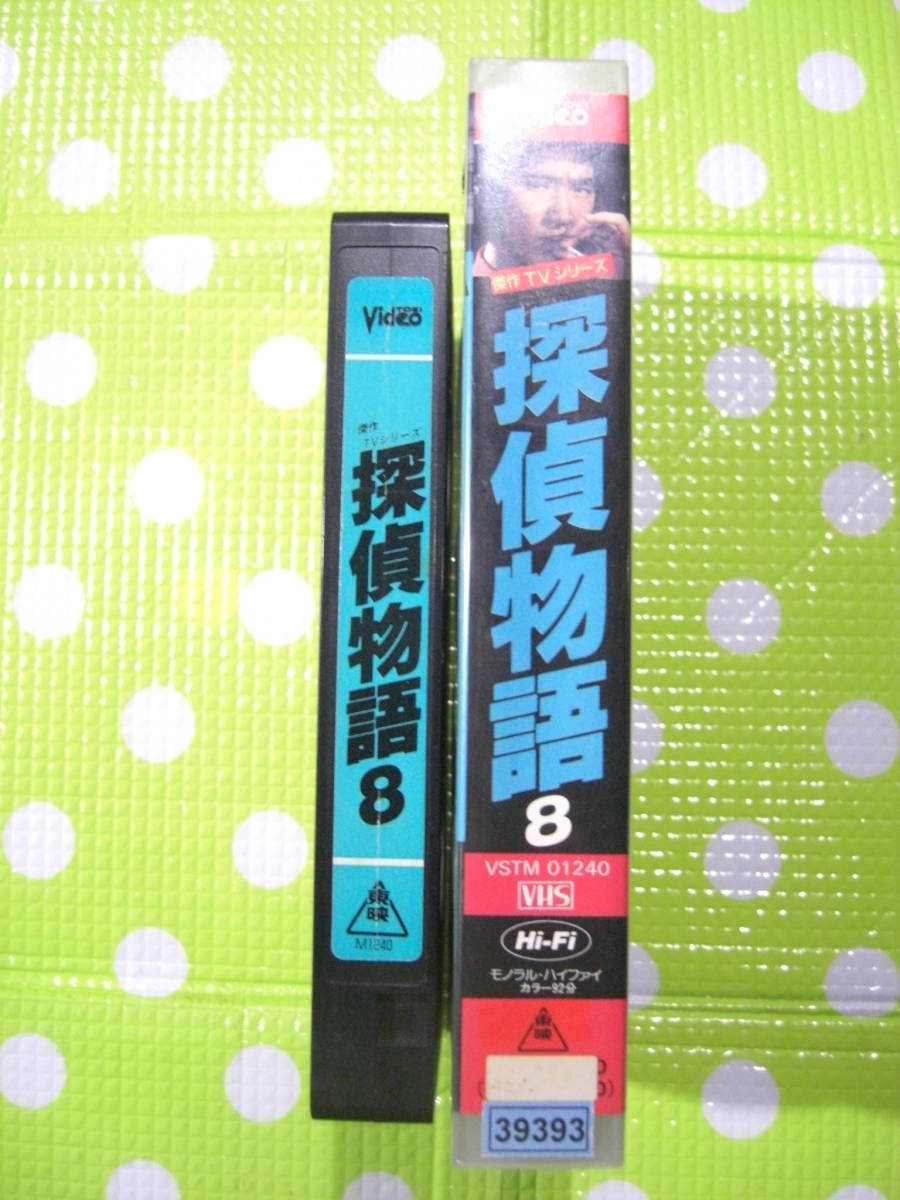 Video
TOEI
傑作
TVシリーズ
探偵物語
8
東映
M1240
傑作TVシリーズ
探偵物語
8
VSTM 01240
VHS
Hi-Fi
モノラル・ハイファイ
カラー92分
東映
39393